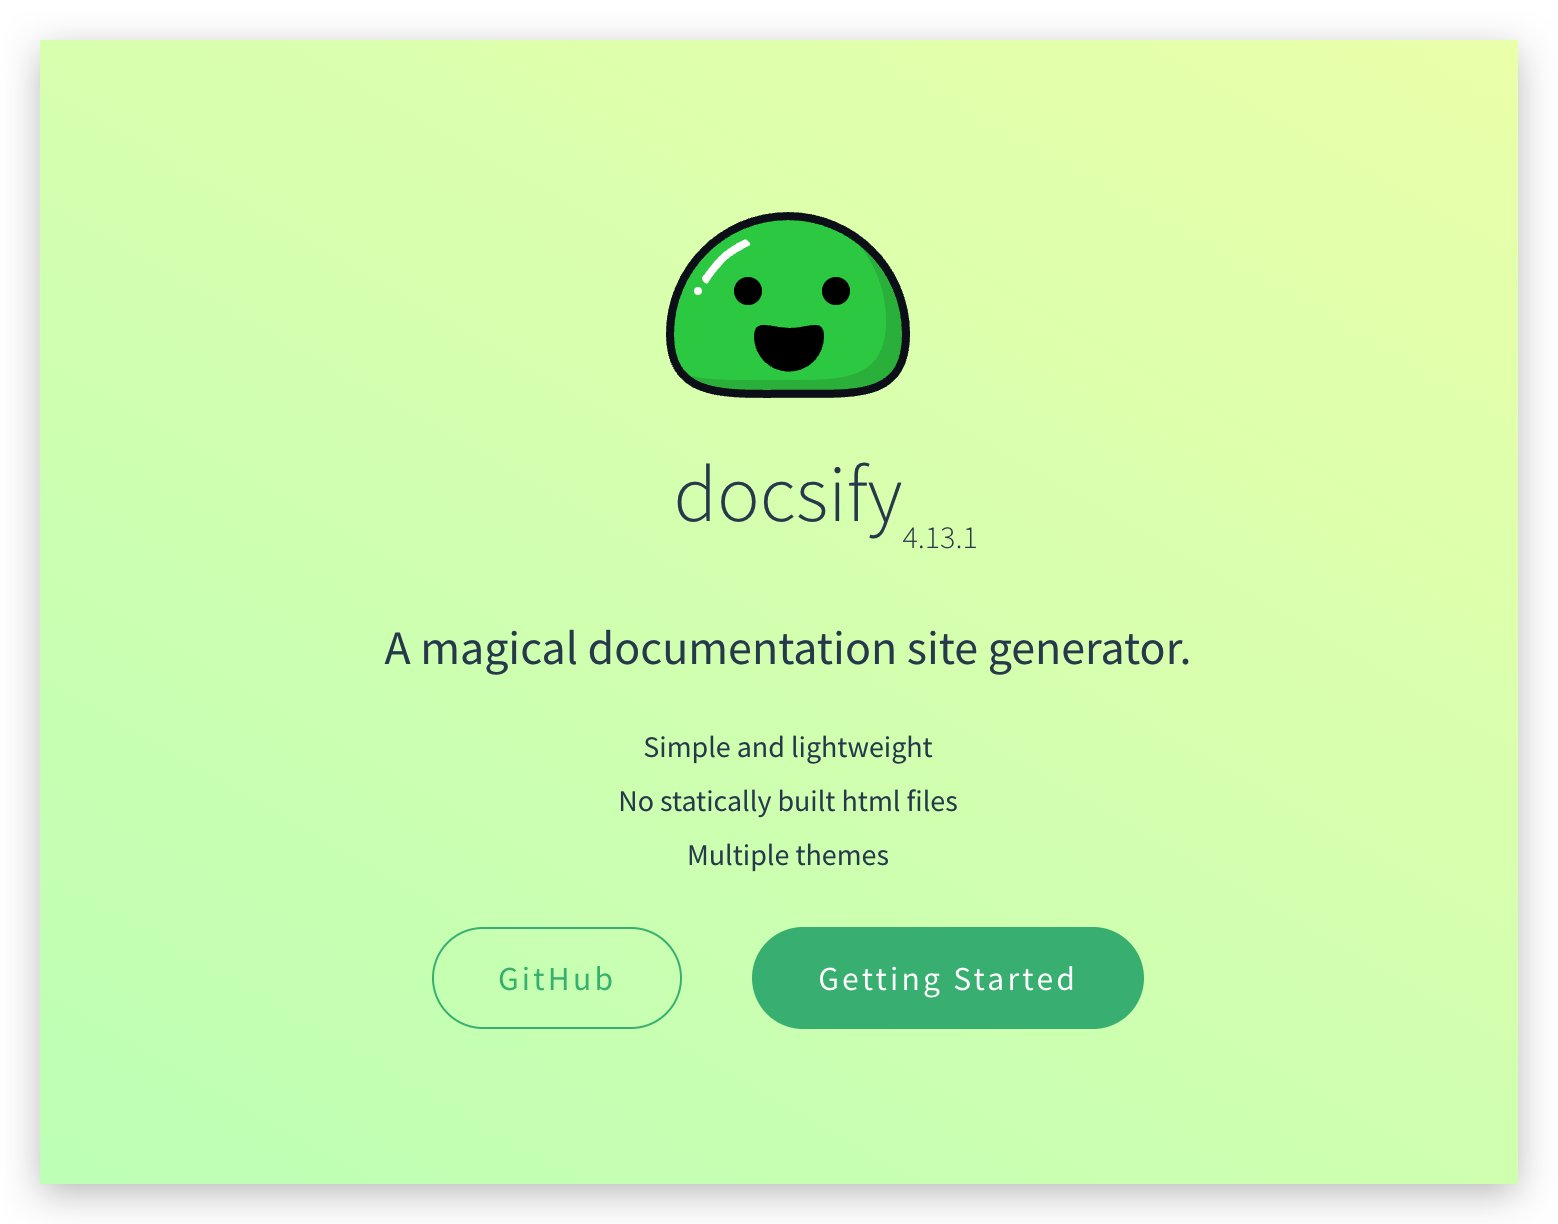 docsify
4.13.1
A magical documentation site generator.
Simple and lightweight
No statically built html files
Multiple themes
GitHub
Getting Started